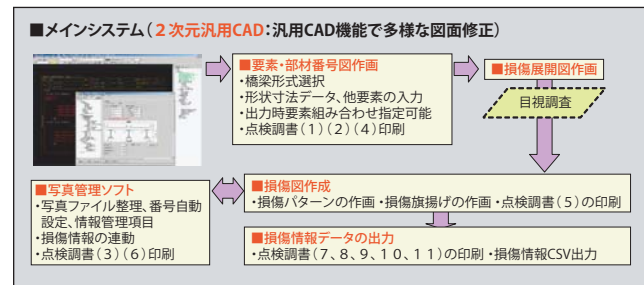 ■メインシステム(2次元汎用CAD:汎用CAD機能で多様な図面修正)
■要素・部材番号図作画
・橋梁形式選択
・形状寸法データ、他要素の入力
・出力時要素組み合わせ指定可能
・点検調書(1)(2)(4)印刷
■損傷展開図作画
目視調査
■写真管理ソフト
・写真ファイル整理、番号自動
設定、情報管理項目
・損傷情報の連動
・点検調書(3)(6)印刷
■損傷図作成
・損傷パターンの作画・損傷旗揚げの作画・点検調書(5)の印刷
■損傷情報データの出力
・点検調書(7、8、9、10、11)の印刷・損傷情報CSV出力